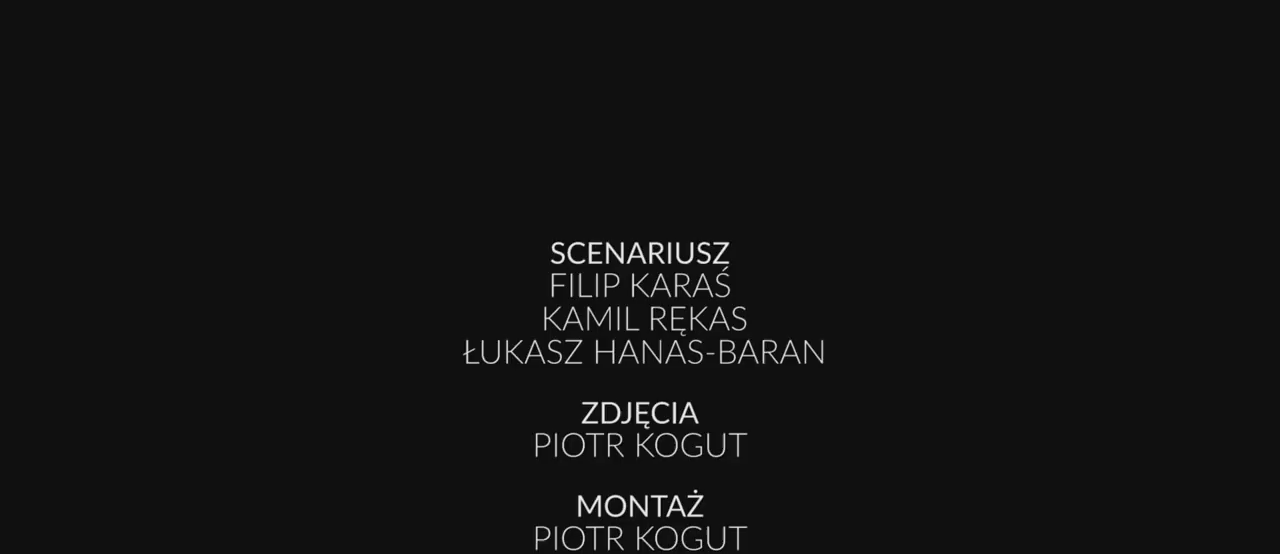 SCENARIUSZ
FILIP KARAŚ
KAMIL RĘKAS
ŁUKASZ HANAS-BARAN
ZDJĘCIA
PIOTR KOGUT
MONTAŻ
PIOTR KOGUT